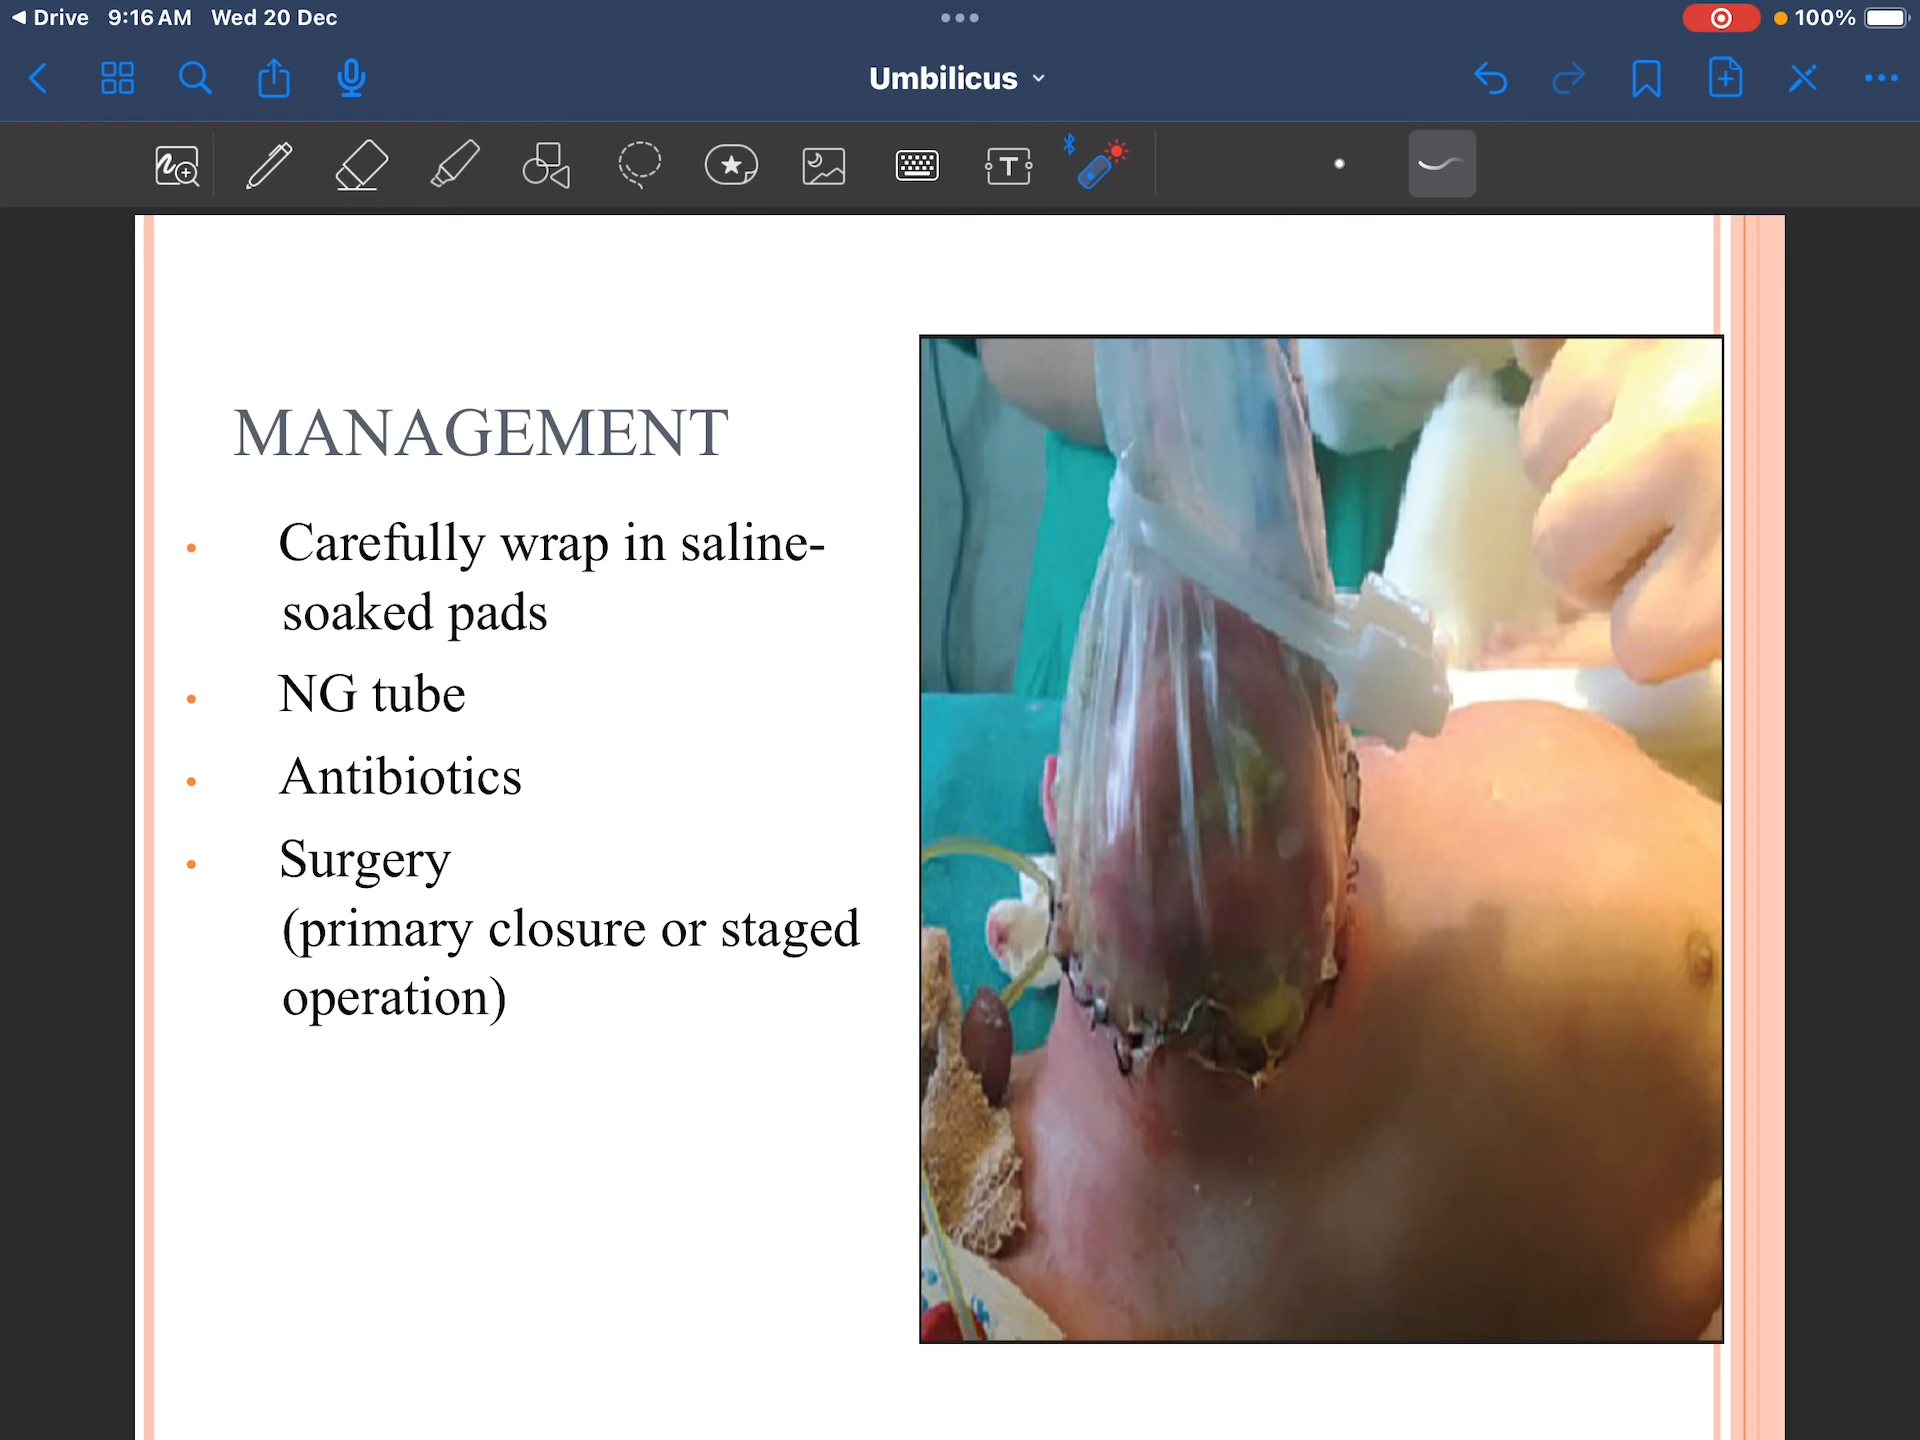 Drive 9:16 AM Wed 20 Dec 100%
Umbilicus
T
MANAGEMENT
• Carefully wrap in saline-
soaked pads
• NG tube
• Antibiotics
• Surgery
(primary closure or staged
operation)